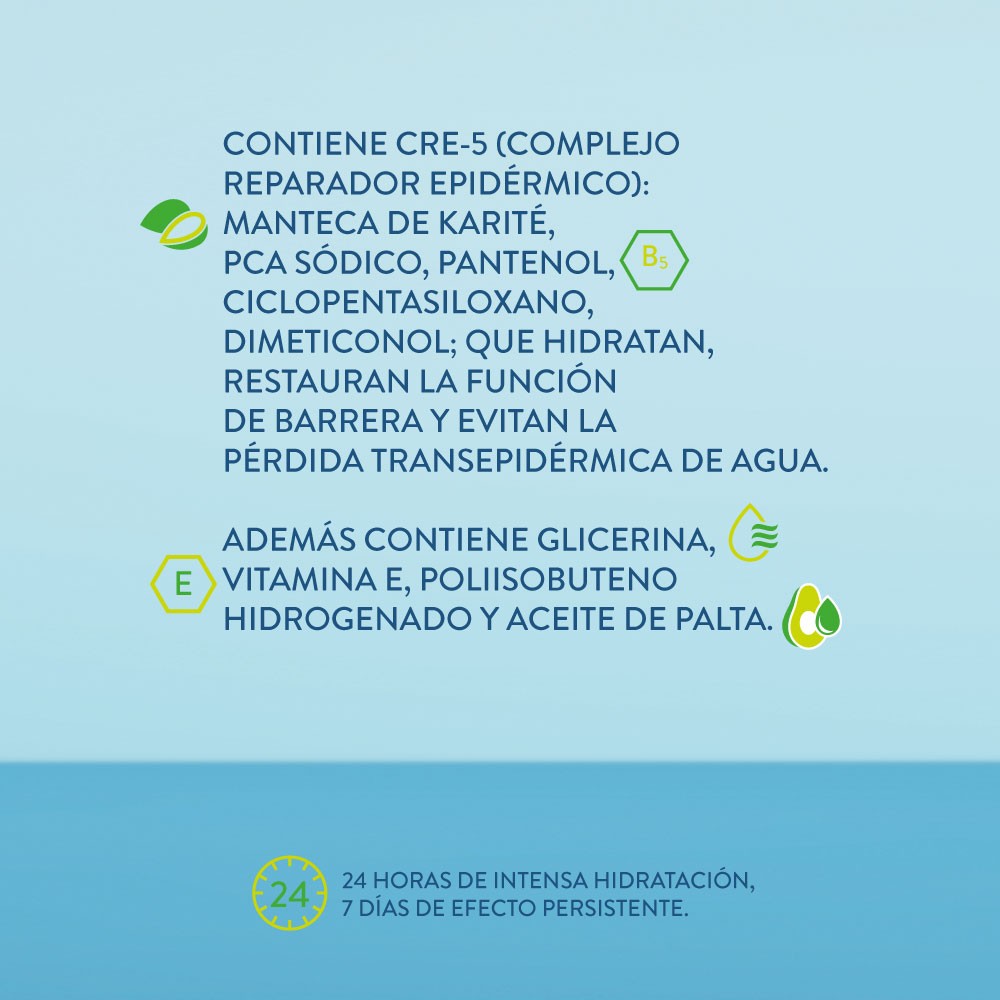 CONTIENE CRE-5 (COMPLEJO
REPARADOR EPIDÉRMICO):
MANTECA DE KARITÉ,
PCA SÓDICO, PANTENOL, B5
CICLOPENTASILOXANO,
DIMETICONOL; QUE HIDRATAN,
RESTAURAN LA FUNCIÓN
DE BARRERA Y EVITAN LA
PÉRDIDA TRANSEPIDÉRMICA DE AGUA.
ADEMÁS CONTIENE GLICERINA,
E VITAMINA E, POLIISOBUTENO
HIDROGENADO Y ACEITE DE PALTA.
24 24 HORAS DE INTENSA HIDRATACIÓN,
7 DÍAS DE EFECTO PERSISTENTE.